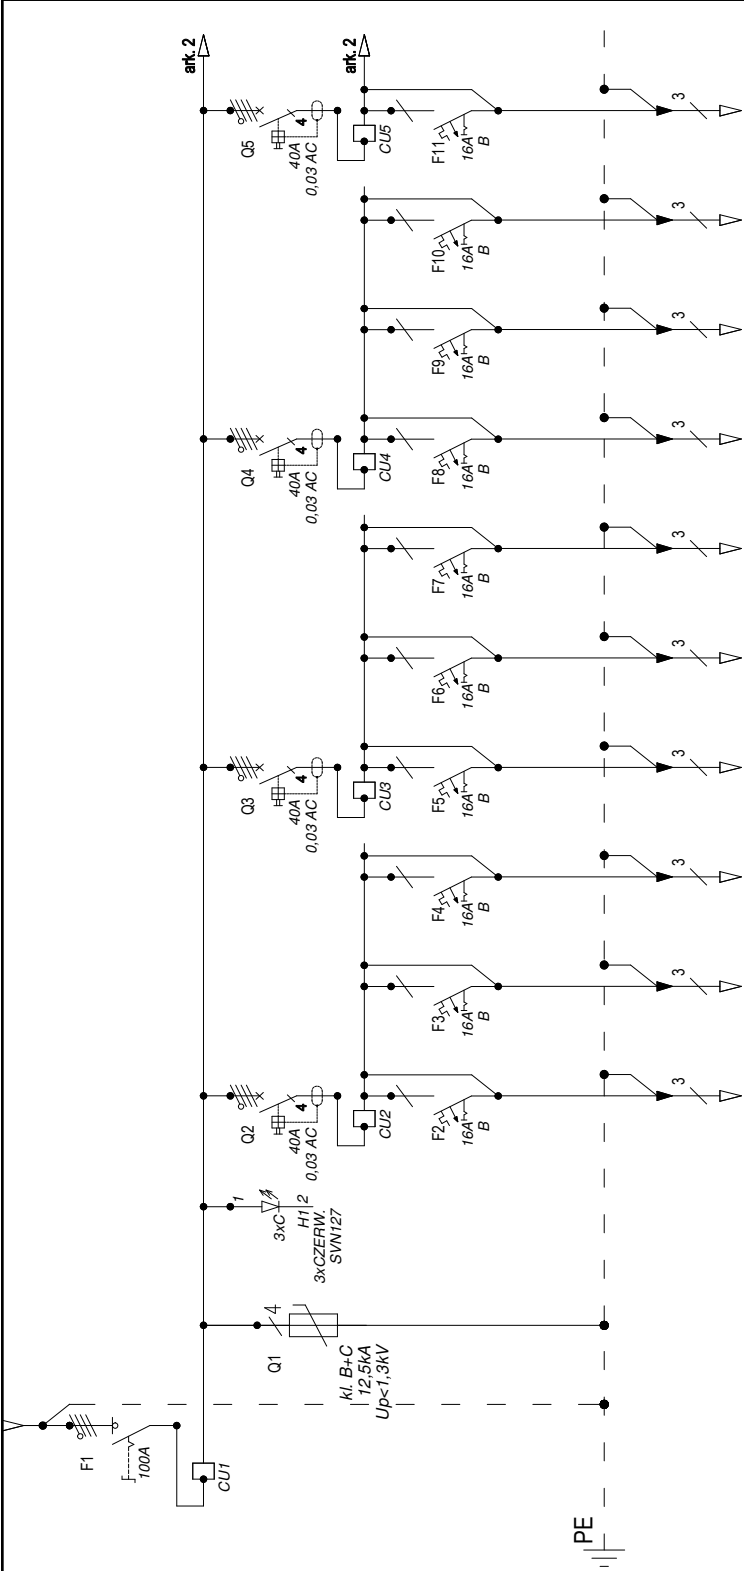 F1
100A
CU1
PE
Q1
4
kl. B+C
12,5kA
Up<1,3kV
1
3xC
H1 2
3xCZERW.
SVN127
Q2
4
40A
0,03 AC
CU2
F2
16A
B
3
F3
16A
B
3
F4
16A
B
3
Q3
4
40A
0,03 AC
CU3
F5
16A
B
3
F6
16A
B
3
F7
16A
B
3
Q4
4
40A
0,03 AC
CU4
F8
16A
B
3
F9
16A
B
3
F10
16A
B
3
Q5
4
40A
0,03 AC
CU5
F11
16A
B
3
ark. 2
ark. 2